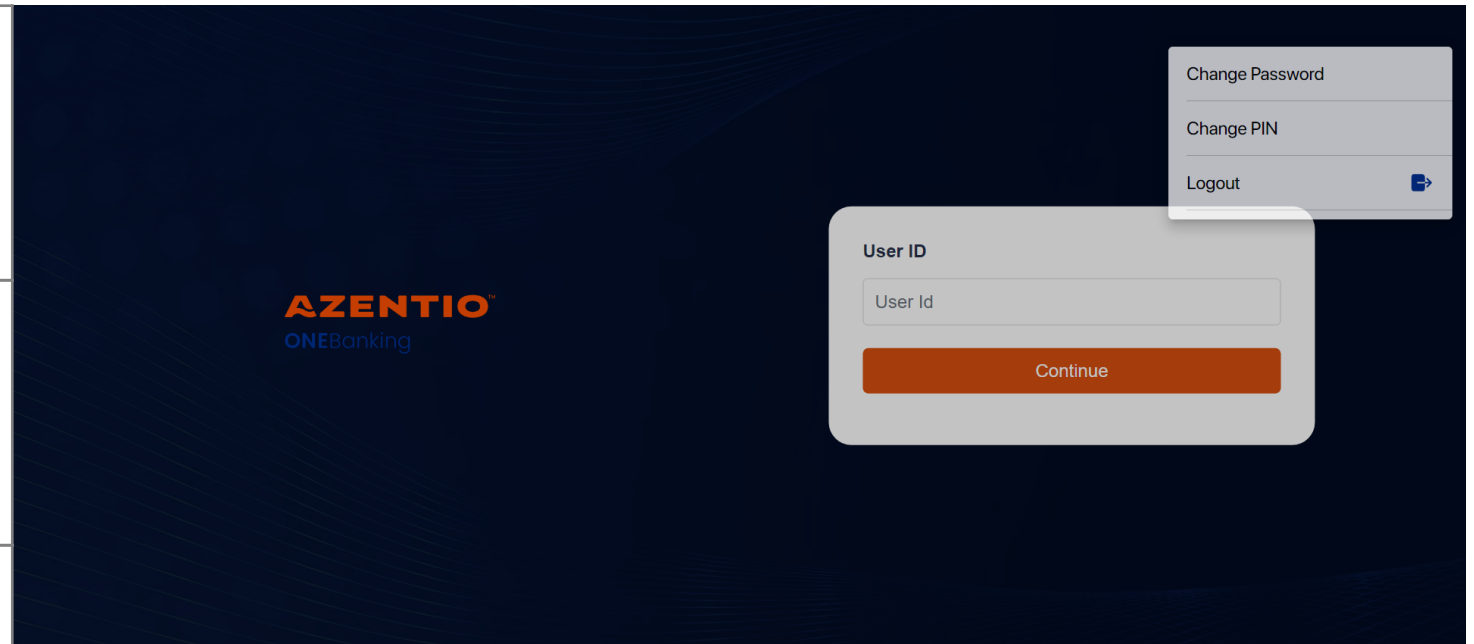 Change Password
Change PIN
Logout
User ID
User Id
Continue
AZENTIO™
ONEBanking